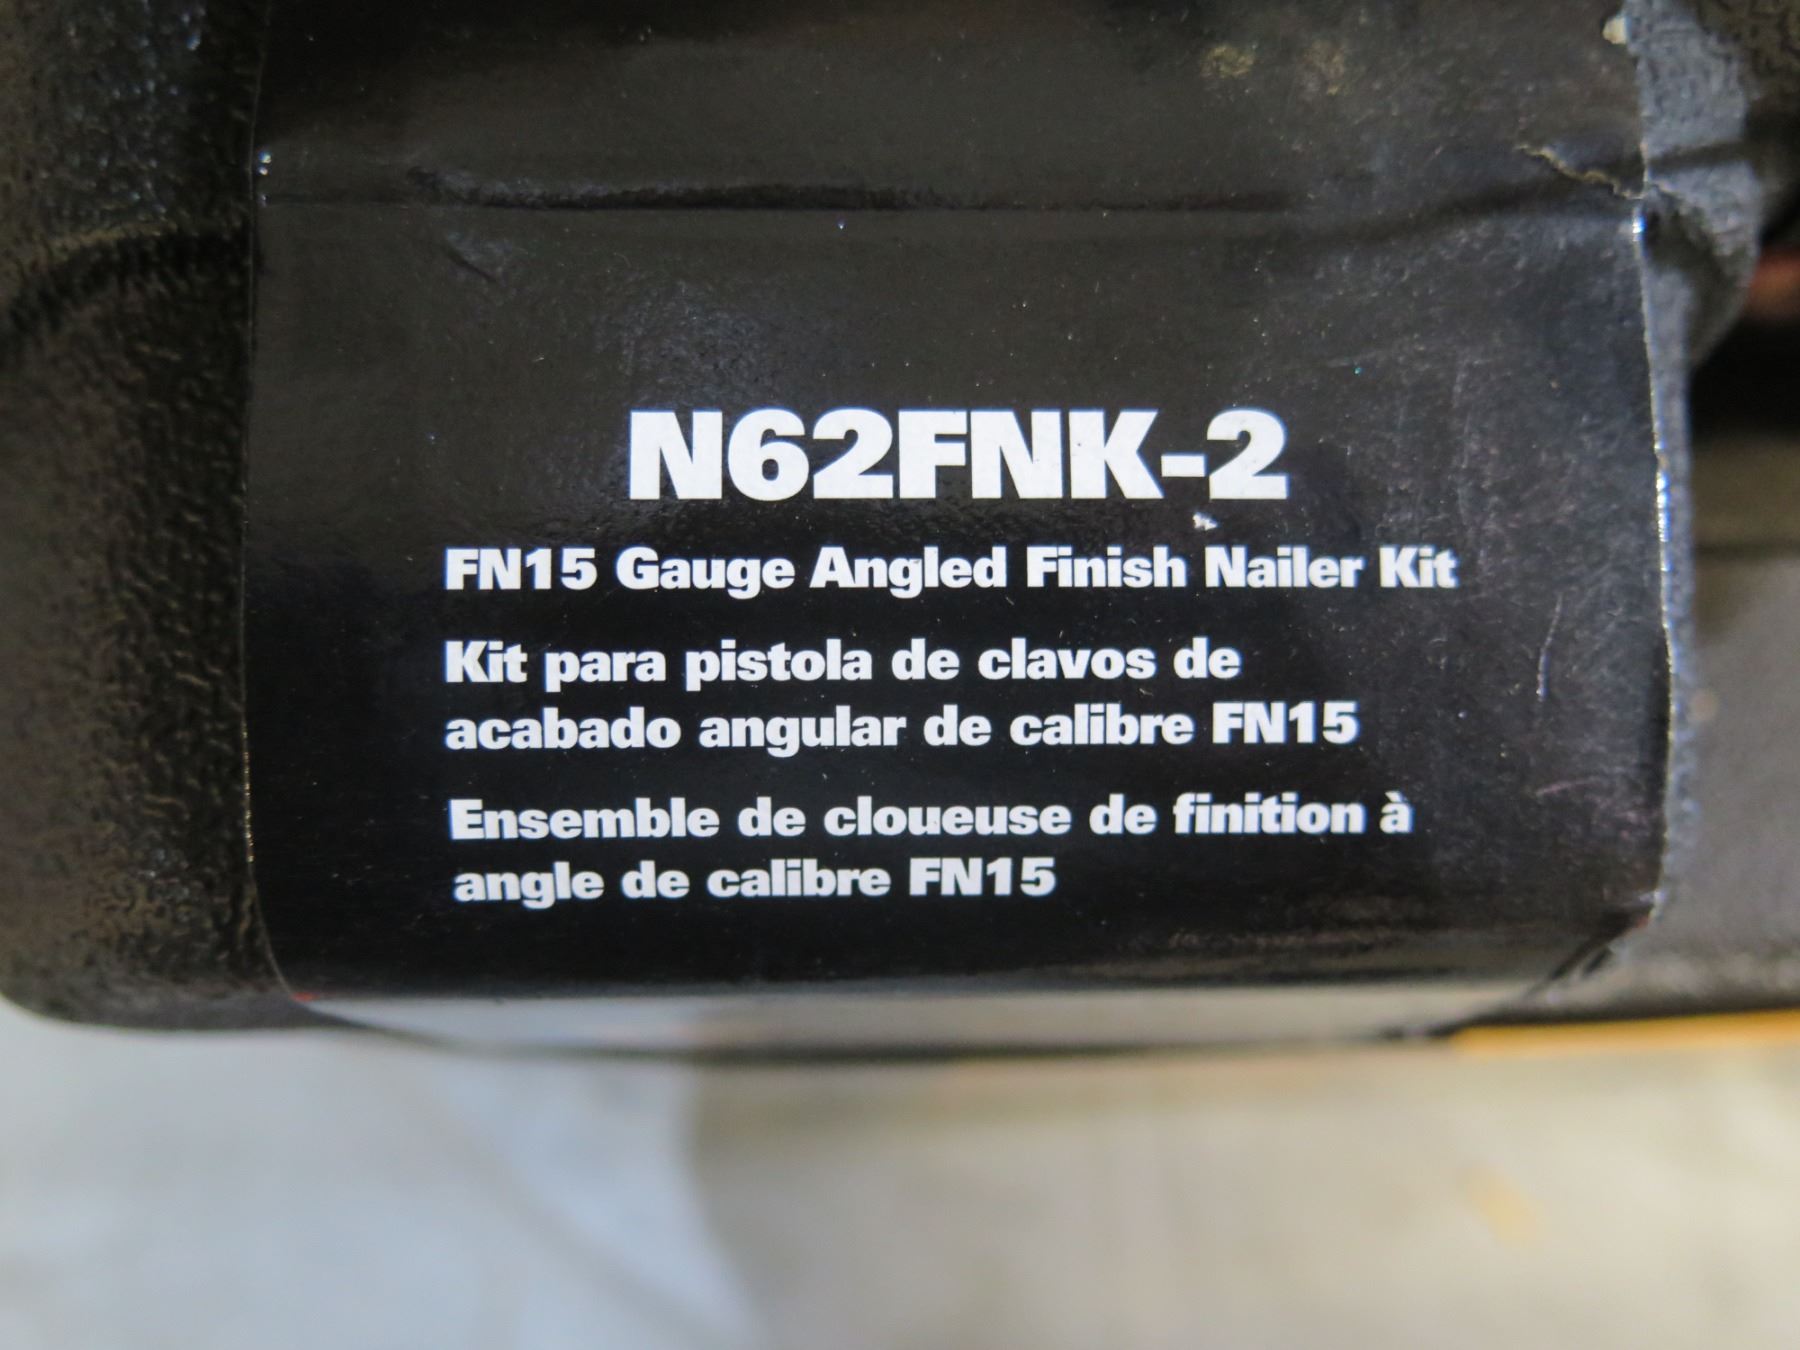 N62FNK-2
FN15 Gauge Angled Finish Nailer Kit
Kit para pistola de clavos de
acabado angular de calibre FN15
Ensemble de cloueuse de finition à
angle de calibre FN15